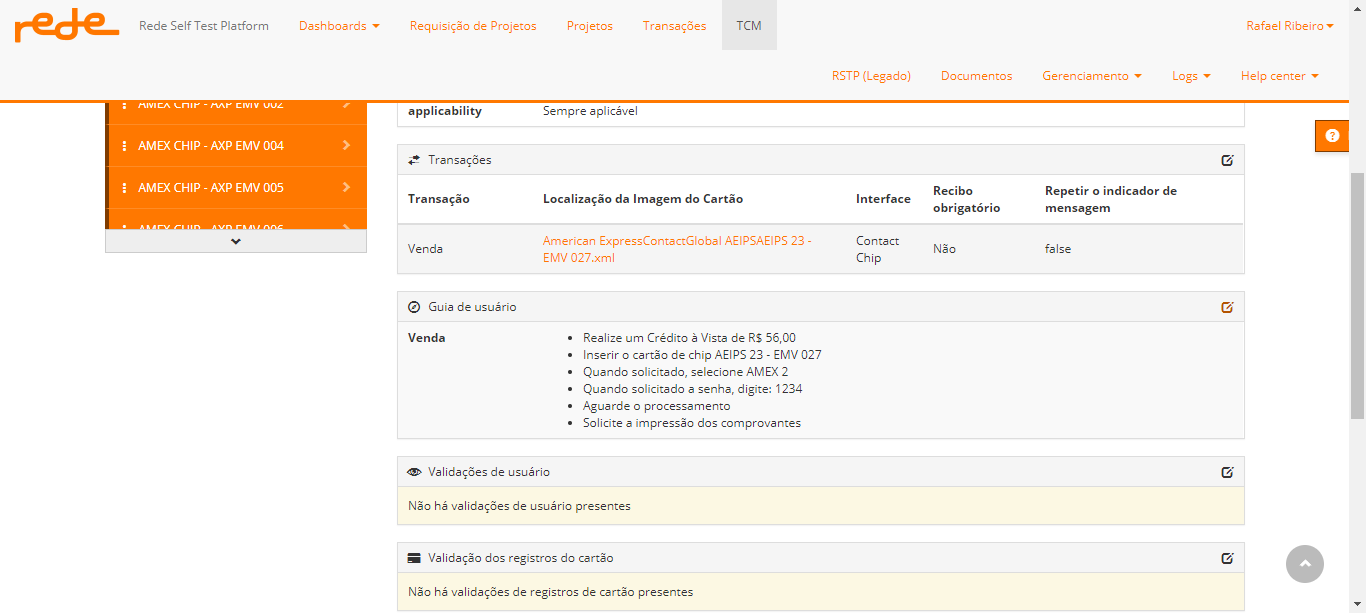 rede
Rede Self Test Platform
Dashboards
Requisição de Projetos
Projetos
Transações
TCM
Rafael Ribeiro
RSTP (Legado)
Documentos
Gerenciamento
Logs
Help center
AMEX CHIP - AXP EMV 002
AMEX CHIP - AXP EMV 004
AMEX CHIP - AXP EMV 005
AMEX CHIP - AXP EMV 006
applicability Sempre aplicável
Transações
Transação Localização da Imagem do Cartão Interface Recibo obrigatório Repetir o indicador de mensagem
Venda American ExpressContactGlobal AEIPSAEIPS 23 - EMV 027.xml Contact Chip Não false
Guia de usuário
Venda
Realize um Crédito à Vista de R$ 56,00
Inserir o cartão de chip AEIPS 23 - EMV 027
Quando solicitado, selecione AMEX 2
Quando solicitado a senha, digite: 1234
Aguarde o processamento
Solicite a impressão dos comprovantes
Validações de usuário
Não há validações de usuário presentes
Validação dos registros do cartão
Não há validações de registros de cartão presentes